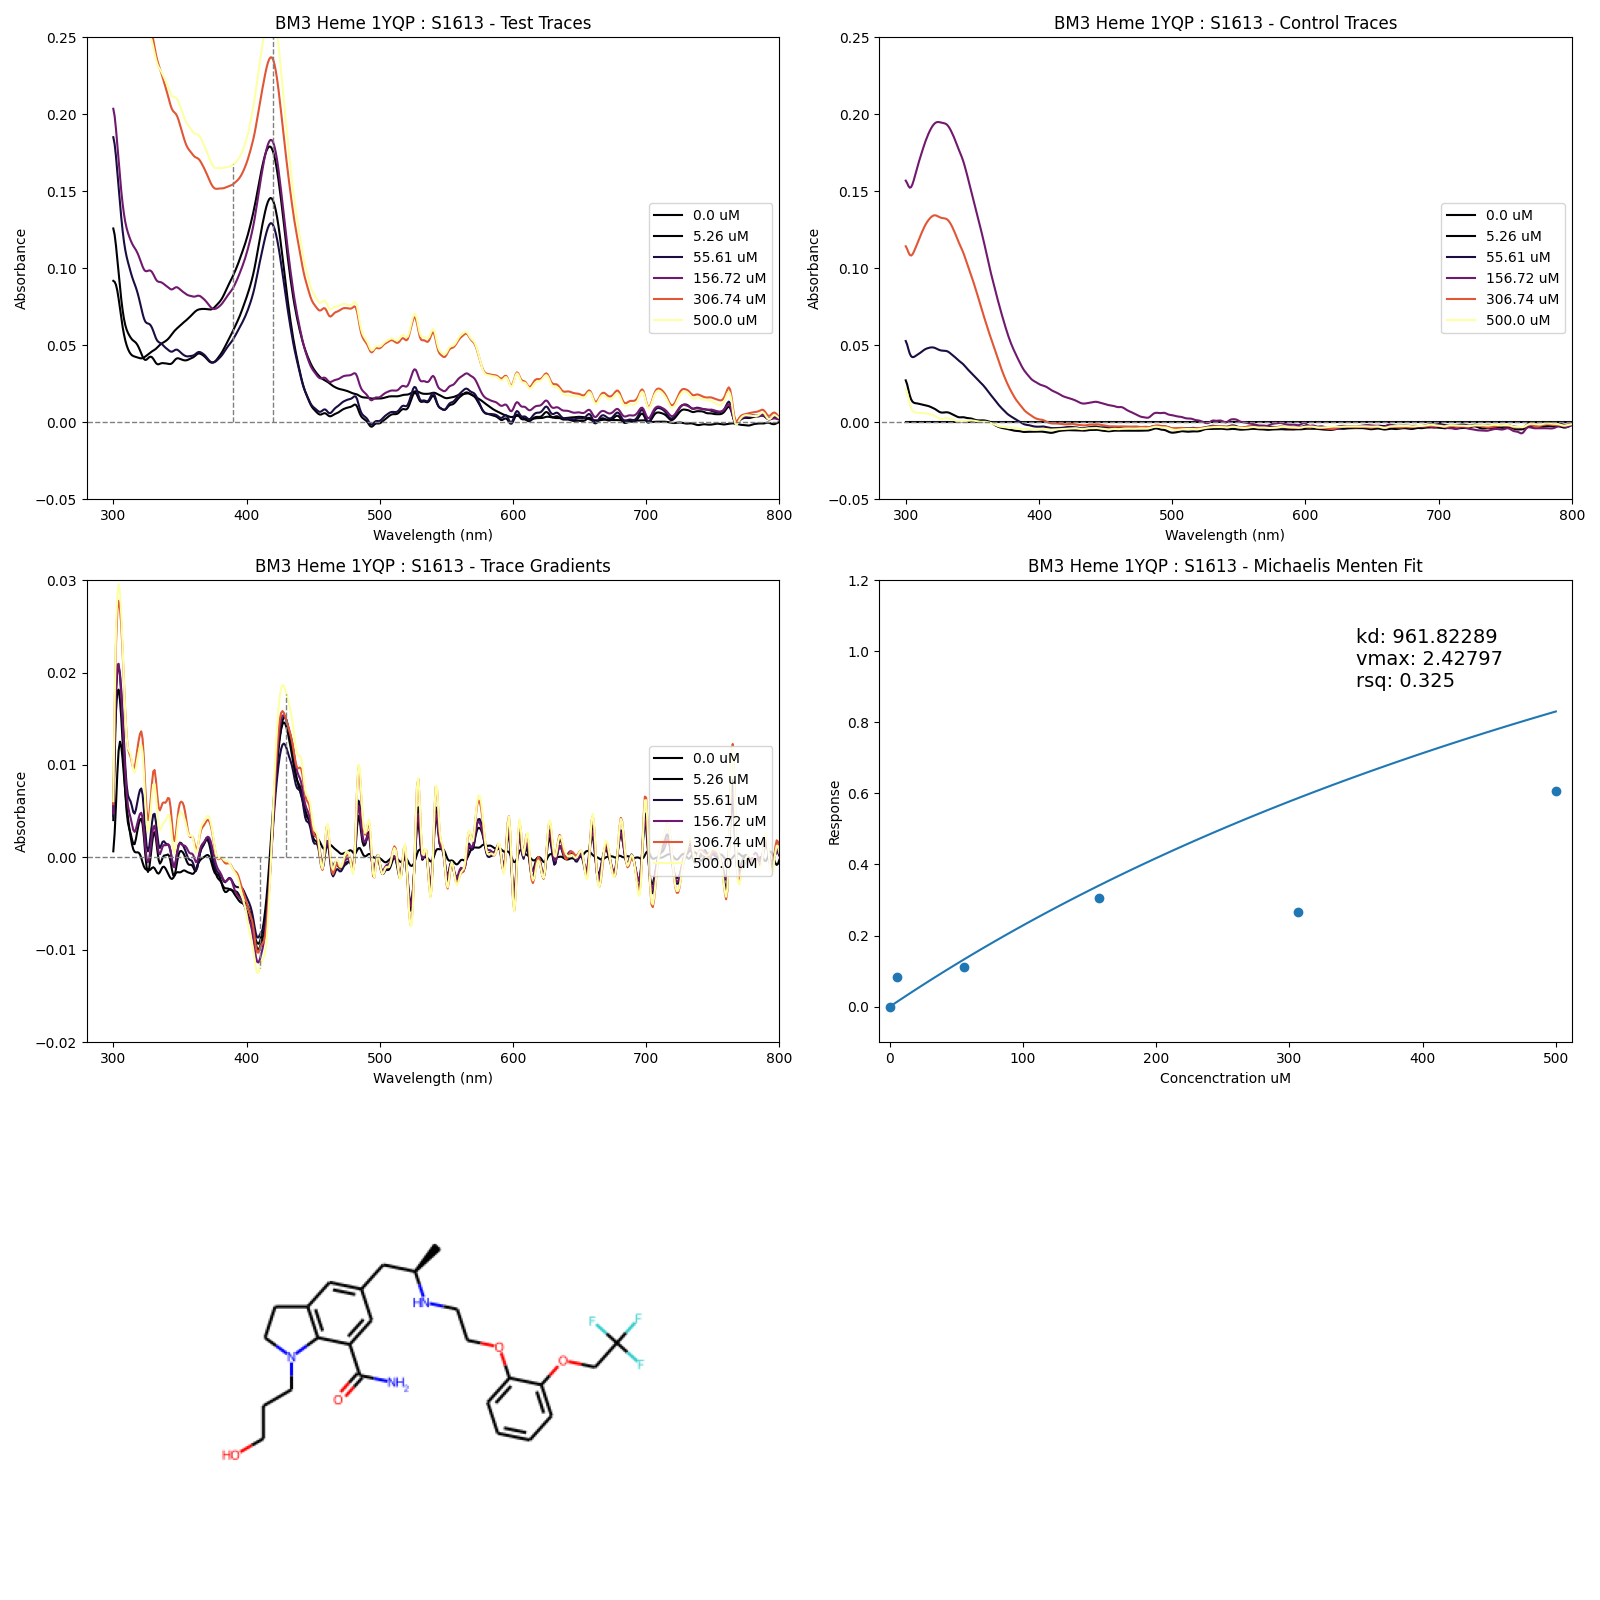 BM3 Heme 1YQP : S1613 - Test Traces
0.25
0.20
0.15
0.10
0.05
0.00
−0.05
Absorbance
300 400 500 600 700 800
Wavelength (nm)
0.0 uM
5.26 uM
55.61 uM
156.72 uM
306.74 uM
500.0 uM
BM3 Heme 1YQP : S1613 - Control Traces
0.25
0.20
0.15
0.10
0.05
0.00
−0.05
Absorbance
300 400 500 600 700 800
Wavelength (nm)
0.0 uM
5.26 uM
55.61 uM
156.72 uM
306.74 uM
500.0 uM
BM3 Heme 1YQP : S1613 - Trace Gradients
0.03
0.02
0.01
0.00
−0.01
−0.02
Absorbance
300 400 500 600 700 800
Wavelength (nm)
0.0 uM
5.26 uM
55.61 uM
156.72 uM
306.74 uM
500.0 uM
BM3 Heme 1YQP : S1613 - Michaelis Menten Fit
1.2
1.0
0.8
0.6
0.4
0.2
0.0
Response
0 100 200 300 400 500
Concenctration uM
kd: 961.82289
vmax: 2.42797
rsq: 0.325
HN
F
F
F
N
O
O
O
NH2
HO